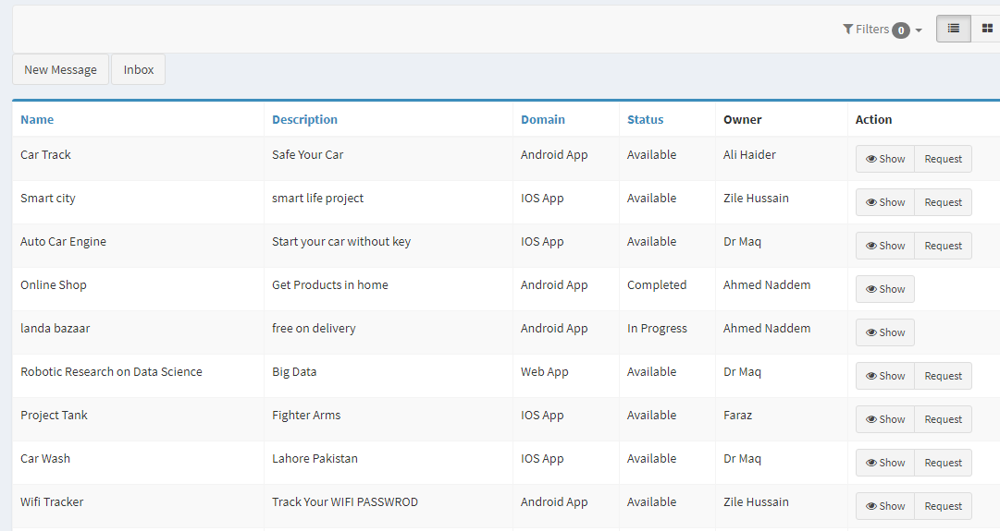 Filters 0
New Message Inbox
Name Description Domain Status Owner Action
Car Track Safe Your Car Android App Available Ali Haider Show Request
Smart city smart life project IOS App Available Zile Hussain Show Request
Auto Car Engine Start your car without key IOS App Available Dr Maq Show Request
Online Shop Get Products in home Android App Completed Ahmed Naddem Show
landa bazaar free on delivery Android App In Progress Ahmed Naddem Show
Robotic Research on Data Science Big Data Web App Available Dr Maq Show Request
Project Tank Fighter Arms IOS App Available Faraz Show Request
Car Wash Lahore Pakistan IOS App Available Dr Maq Show Request
Wifi Tracker Track Your WIFI PASSWROD Android App Available Zile Hussain Show Request